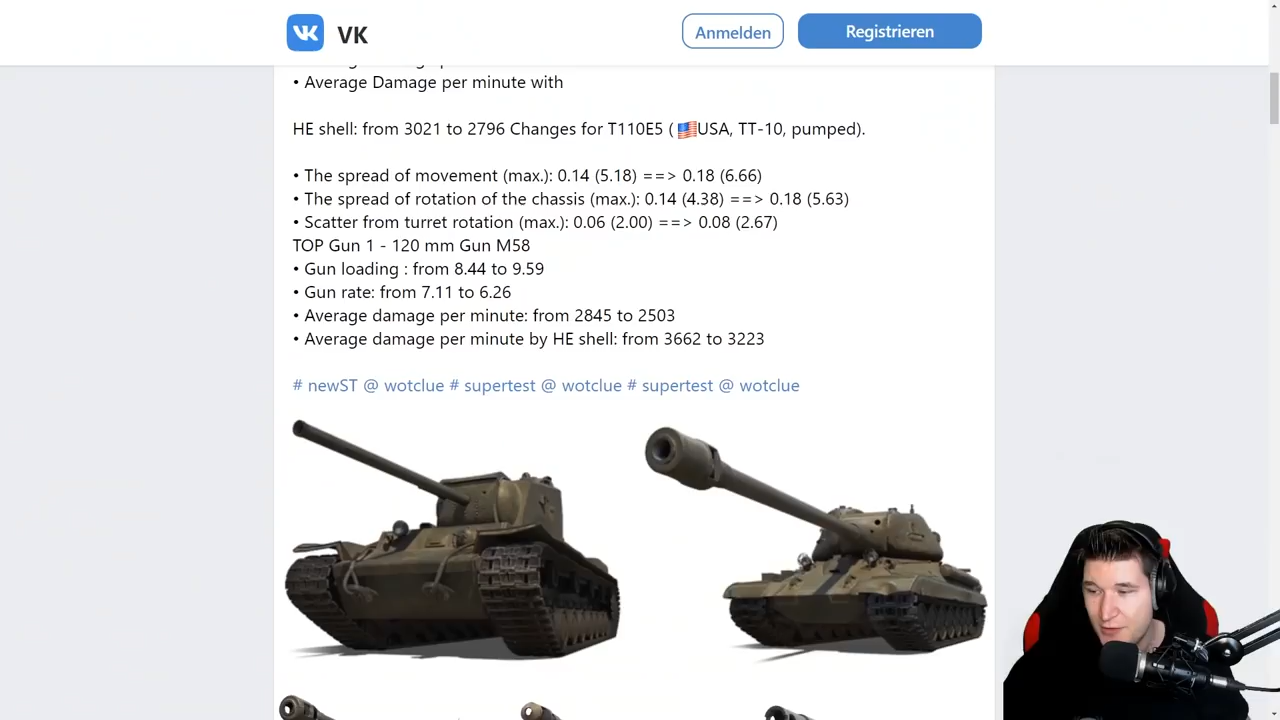 VK
Anmelden
Registrieren
• Average Damage per minute with
HE shell: from 3021 to 2796 Changes for T110E5 ( 🇺🇸USA, TT-10, pumped).
• The spread of movement (max.): 0.14 (5.18) ==> 0.18 (6.66)
• The spread of rotation of the chassis (max.): 0.14 (4.38) ==> 0.18 (5.63)
• Scatter from turret rotation (max.): 0.06 (2.00) ==> 0.08 (2.67)
TOP Gun 1 - 120 mm Gun M58
• Gun loading : from 8.44 to 9.59
• Gun rate: from 7.11 to 6.26
• Average damage per minute: from 2845 to 2503
• Average damage per minute by HE shell: from 3662 to 3223
# newST @ wotclue # supertest @ wotclue # supertest @ wotclue